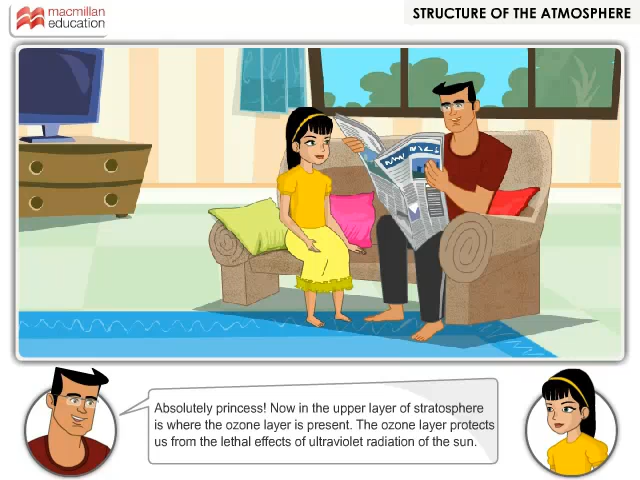 macmillan
education
STRUCTURE OF THE ATMOSPHERE
Absolutely princess! Now in the upper layer of stratosphere
is where the ozone layer is present. The ozone layer protects
us from the lethal effects of ultraviolet radiation of the sun.